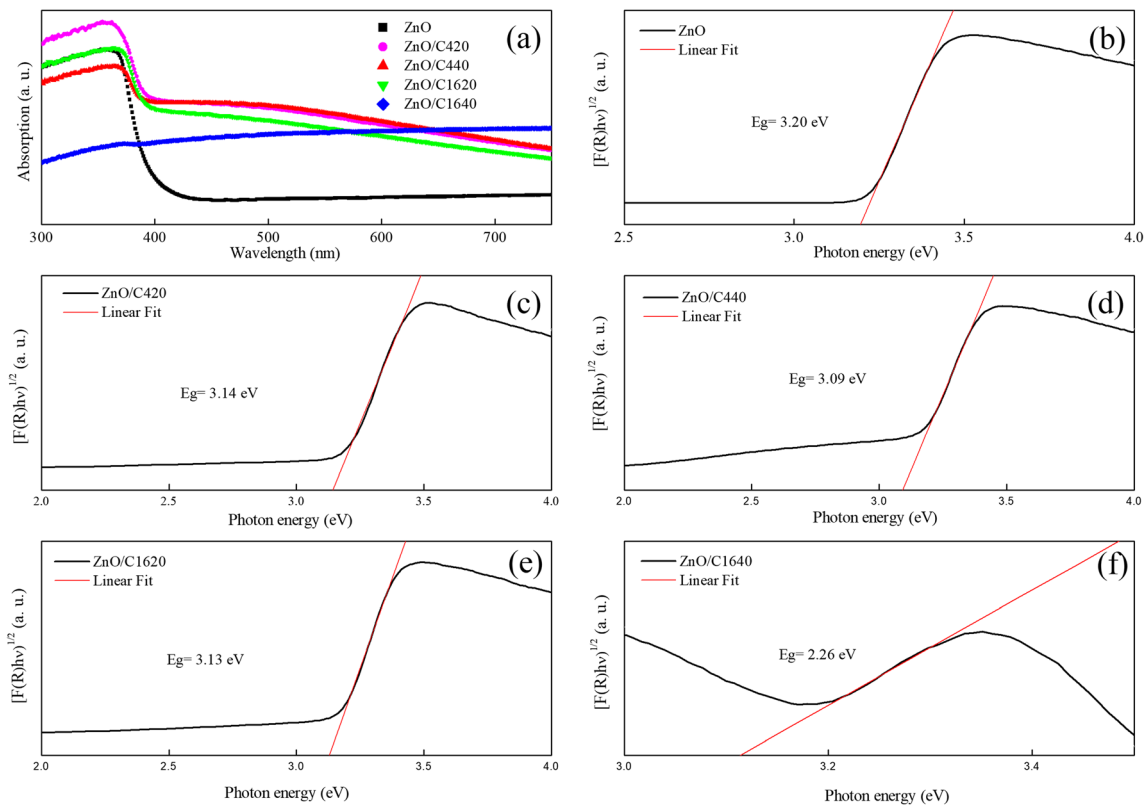 (a)
ZnO
ZnO/C420
ZnO/C440
ZnO/C1620
ZnO/C1640
Absorption (a. u.)
300 400 500 600 700
Wavelength (nm)
(b)
ZnO
Linear Fit
Eg= 3.20 eV
[F(R)hν)^1/2 (a. u.)
2.5 3.0 3.5 4.0
Photon energy (eV)
(c)
ZnO/C420
Linear Fit
Eg= 3.14 eV
[F(R)hν)^1/2 (a. u.)
2.0 2.5 3.0 3.5 4.0
Photon energy (eV)
(d)
ZnO/C440
Linear Fit
Eg= 3.09 eV
[F(R)hν)^1/2 (a. u.)
2.0 2.5 3.0 3.5 4.0
Photon energy (eV)
(e)
ZnO/C1620
Linear Fit
Eg= 3.13 eV
[F(R)hν)^1/2 (a. u.)
2.0 2.5 3.0 3.5 4.0
Photon energy (eV)
(f)
ZnO/C1640
Linear Fit
Eg= 2.26 eV
[F(R)hν)^1/2 (a. u.)
3.0 3.2 3.4
Photon energy (eV)